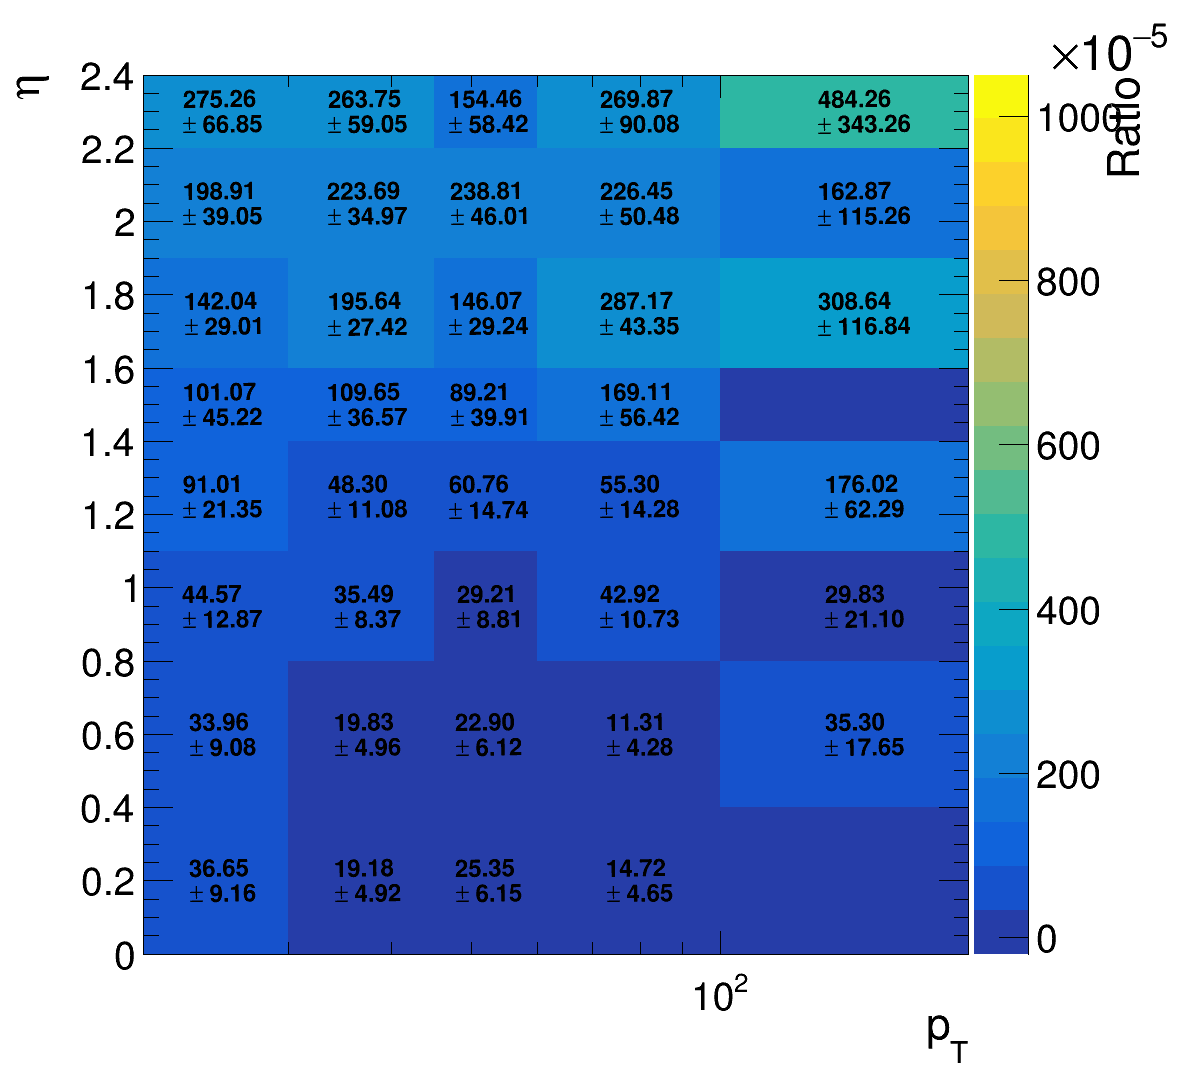 ×10⁻⁵
η
Ratio
2.4
2.2
2
1.8
1.6
1.4
1.2
1
0.8
0.6
0.4
0.2
0
275.26 263.75 154.46 269.87 484.26
± 66.85 ± 59.05 ± 58.42 ± 90.08 ± 343.26
198.91 223.69 238.81 226.45 162.87
± 39.05 ± 34.97 ± 46.01 ± 50.48 ± 115.26
142.04 195.64 146.07 287.17 308.64
± 29.01 ± 27.42 ± 29.24 ± 43.35 ± 116.84
101.07 109.65 89.21 169.11
± 45.22 ± 36.57 ± 39.91 ± 56.42
91.01 48.30 60.76 55.30 176.02
± 21.35 ± 11.08 ± 14.74 ± 14.28 ± 62.29
44.57 35.49 29.21 42.92 29.83
± 12.87 ± 8.37 ± 8.81 ± 10.73 ± 21.10
33.96 19.83 22.90 11.31 35.30
± 9.08 ± 4.96 ± 6.12 ± 4.28 ± 17.65
36.65 19.18 25.35 14.72
± 9.16 ± 4.92 ± 6.15 ± 4.65
1000
800
600
400
200
0
10²
p_T